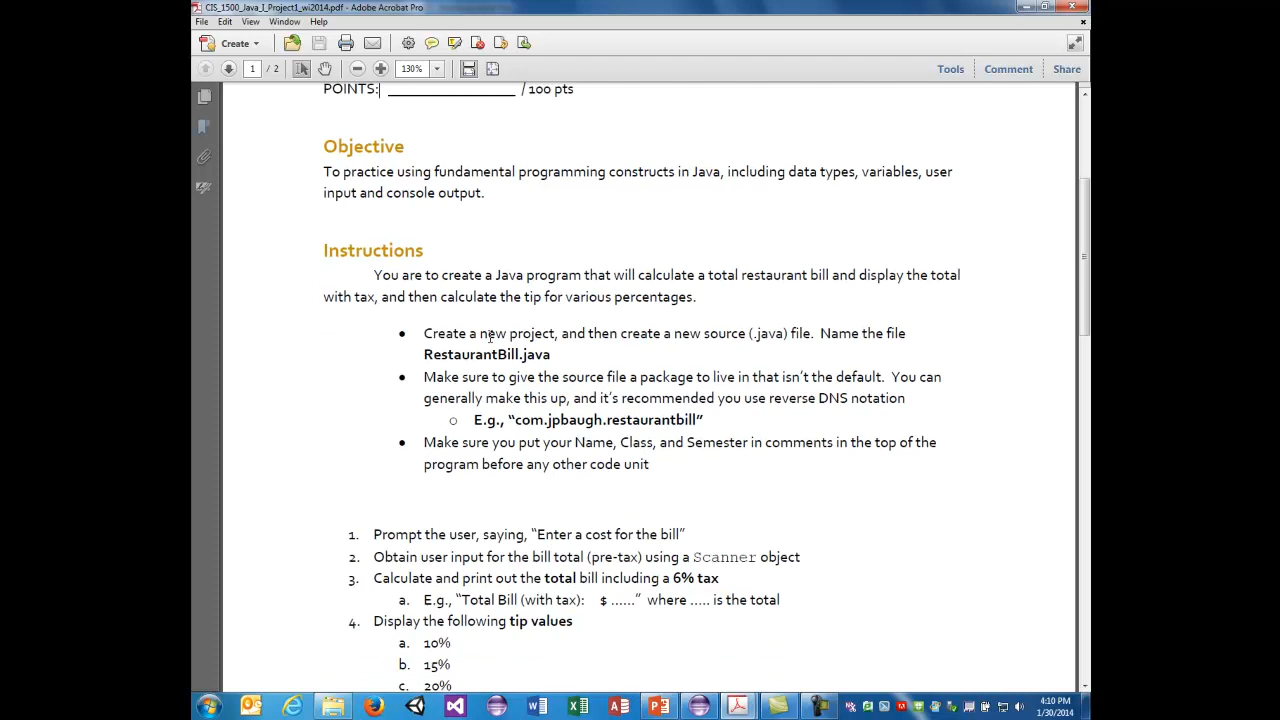 CIS_1500_Java_I_Project1_wi2014.pdf - Adobe Acrobat Pro
File Edit View Window Help
Create
1 / 2 130% Tools Comment Share
POINTS: ____________________ / 100 pts
Objective
To practice using fundamental programming constructs in Java, including data types, variables, user
input and console output.
Instructions
You are to create a Java program that will calculate a total restaurant bill and display the total
with tax, and then calculate the tip for various percentages.
• Create a new project, and then create a new source (.java) file. Name the file
RestaurantBill.java
• Make sure to give the source file a package to live in that isn't the default. You can
generally make this up, and it's recommended you use reverse DNS notation
o E.g., “com.jpbaugh.restaurantbill”
• Make sure you put your Name, Class, and Semester in comments in the top of the
program before any other code unit
1. Prompt the user, saying, “Enter a cost for the bill”
2. Obtain user input for the bill total (pre-tax) using a Scanner object
3. Calculate and print out the total bill including a 6% tax
a. E.g., “Total Bill (with tax): $ ......” where ..... is the total
4. Display the following tip values
a. 10%
b. 15%
c. 20%
4:10 PM
1/30/2014